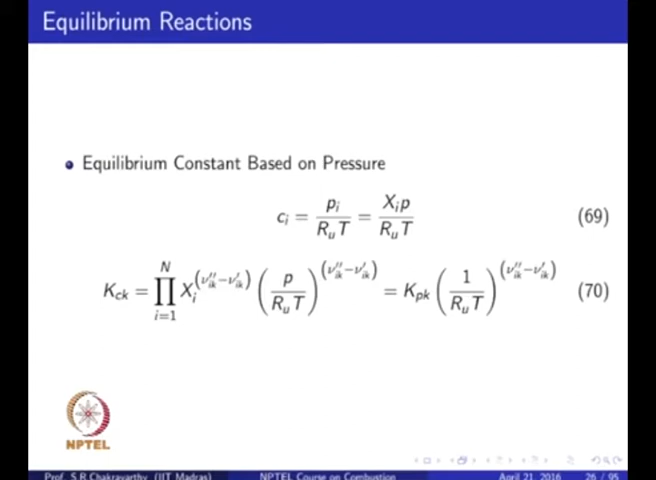 Equilibrium Reactions
Equilibrium Constant Based on Pressure
c_i = p_i / (R_u T) = X_i p / (R_u T) (69)
K_ck = ∏_{i=1}^{N} X_i^{(ν''_ik − ν'_ik)} (p / (R_u T))^{(ν''_ik − ν'_ik)} = K_pk (1 / (R_u T))^{(ν''_ik − ν'_ik)} (70)
NPTEL
Prof. S.R.Chakravarthy (IIT Madras) NPTEL Course on Combustion April 21, 2016 26 / 95